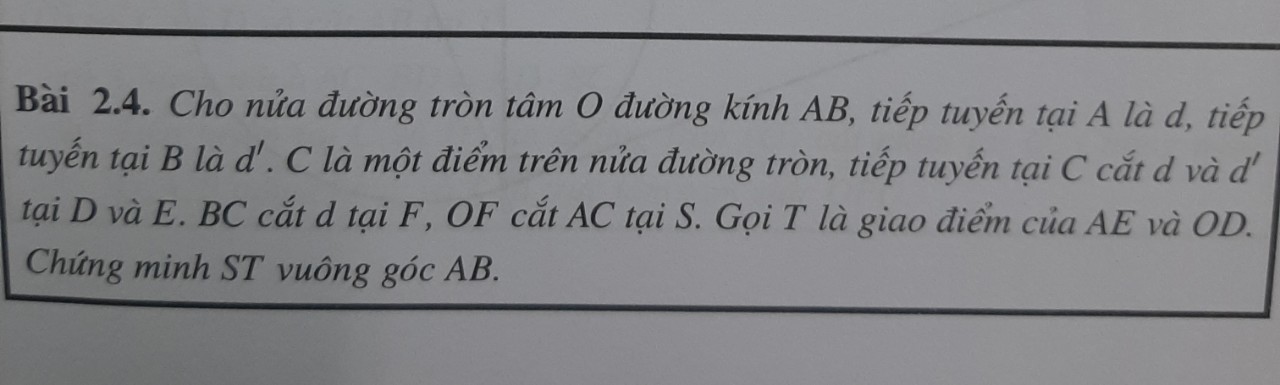 Bài 2.4. Cho nửa đường tròn tâm O đường kính AB, tiếp tuyến tại A là d, tiếp
tuyến tại B là d'. C là một điểm trên nửa đường tròn, tiếp tuyến tại C cắt d và d'
tại D và E. BC cắt d tại F, OF cắt AC tại S. Gọi T là giao điểm của AE và OD.
Chứng minh ST vuông góc AB.